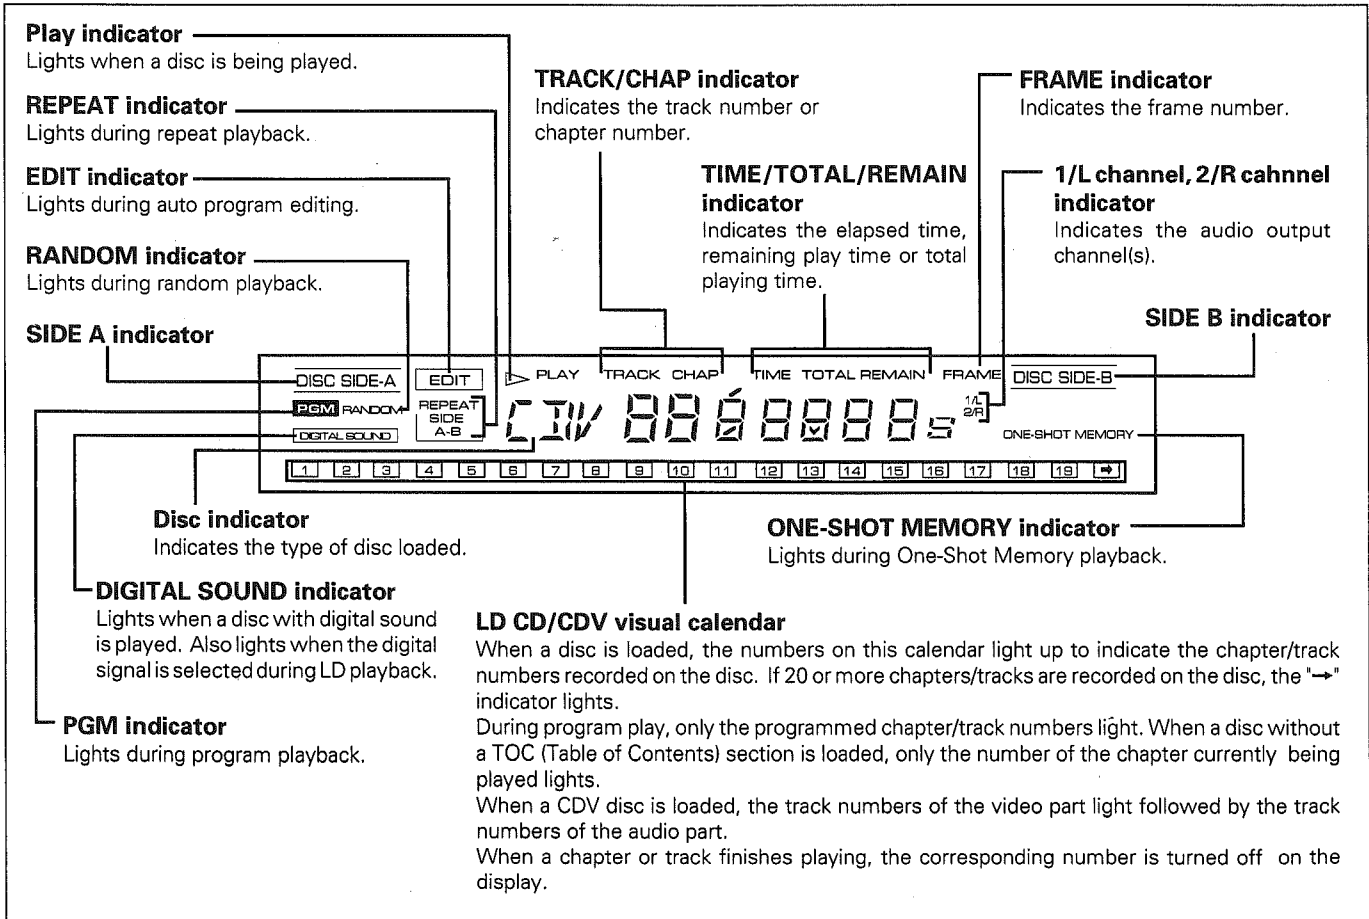 Play indicator
Lights when a disc is being played.
REPEAT indicator
Lights during repeat playback.
EDIT indicator
Lights during auto program editing.
RANDOM indicator
Lights during random playback.
SIDE A indicator
TRACK/CHAP indicator
Indicates the track number or
chapter number.
TIME/TOTAL/REMAIN
indicator
Indicates the elapsed time,
remaining play time or total
playing time.
FRAME indicator
Indicates the frame number.
1/L channel, 2/R cahnnel
indicator
Indicates the audio output
channel(s).
SIDE B indicator
DISC SIDE-A EDIT PLAY TRACK CHAP TIME TOTAL REMAIN FRAME DISC SIDE-B
PGM RANDOM REPEAT
SIDE
A-B
CDV 88 8 8 8 8 8 s
1/L
2/R
DIGITAL SOUND
ONE-SHOT MEMORY
1 2 3 4 5 6 7 8 9 10 11 12 13 14 15 16 17 18 19 →
Disc indicator
Indicates the type of disc loaded.
ONE-SHOT MEMORY indicator
Lights during One-Shot Memory playback.
DIGITAL SOUND indicator
Lights when a disc with digital sound
is played. Also lights when the digital
signal is selected during LD playback.
PGM indicator
Lights during program playback.
LD CD/CDV visual calendar
When a disc is loaded, the numbers on this calendar light up to indicate the chapter/track
numbers recorded on the disc. If 20 or more chapters/tracks are recorded on the disc, the "→"
indicator lights.
During program play, only the programmed chapter/track numbers light. When a disc without
a TOC (Table of Contents) section is loaded, only the number of the chapter currently being
played lights.
When a CDV disc is loaded, the track numbers of the video part light followed by the track
numbers of the audio part.
When a chapter or track finishes playing, the corresponding number is turned off on the
display.